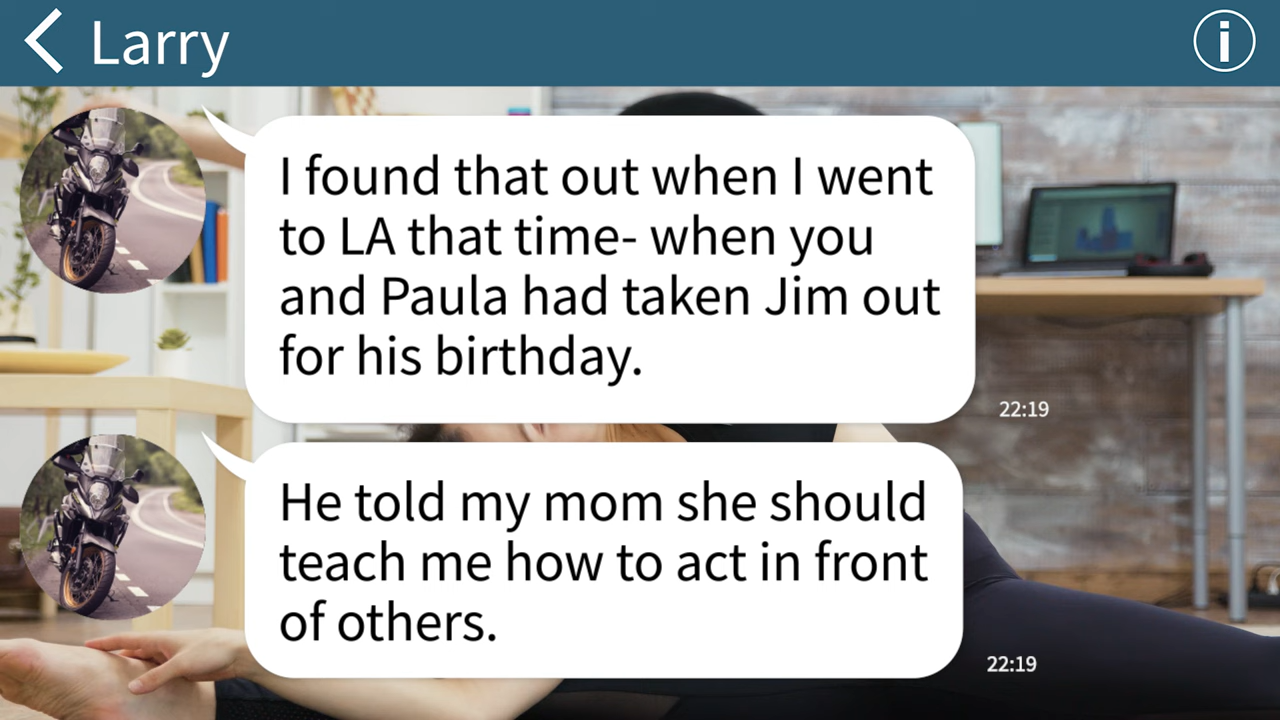 Larry
I found that out when I went
to LA that time- when you
and Paula had taken Jim out
for his birthday.
22:19
He told my mom she should
teach me how to act in front
of others.
22:19